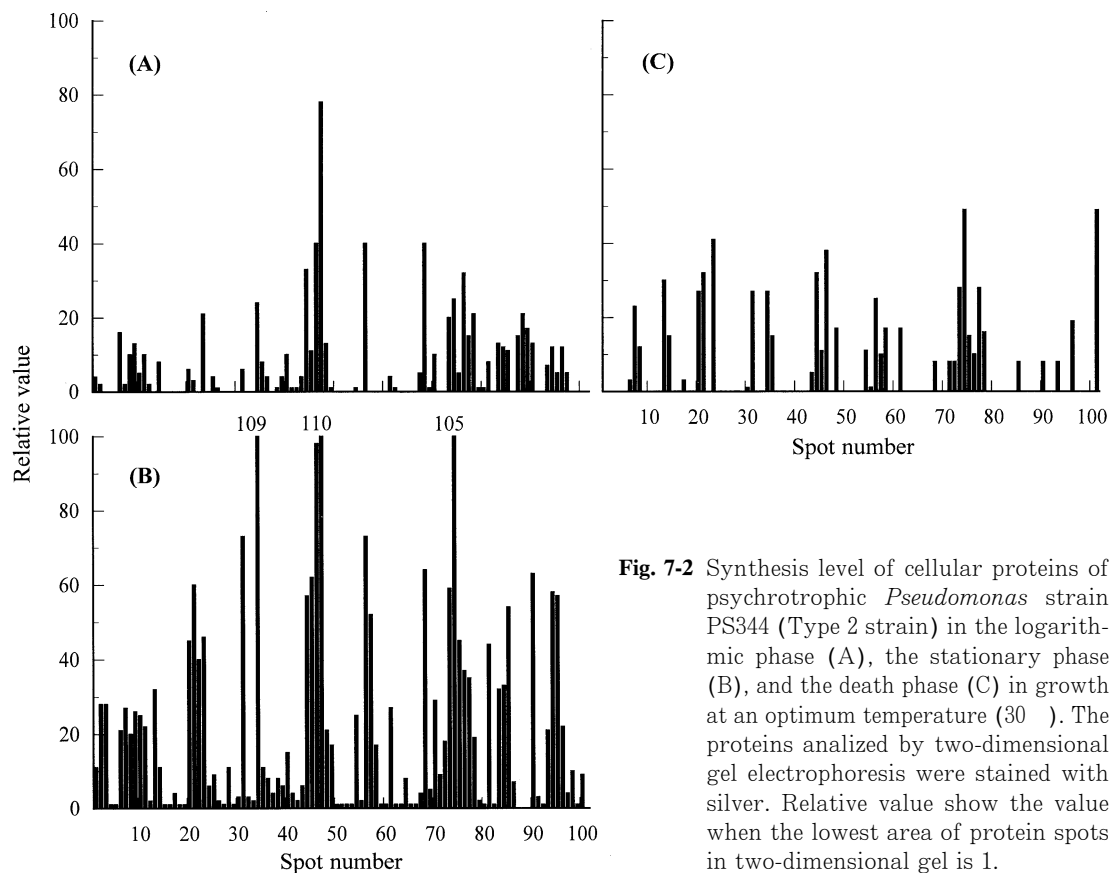 100
80
60
40
20
0
(A)
(C)
10 20 30 40 50 60 70 80 90 100
Spot number
Relative value
109 110 105
100
80
60
40
20
0
(B)
10 20 30 40 50 60 70 80 90 100
Spot number
Fig. 7-2 Synthesis level of cellular proteins of
psychrotrophic Pseudomonas strain
PS344 (Type 2 strain) in the logarith-
mic phase (A), the stationary phase
(B), and the death phase (C) in growth
at an optimum temperature (30 ). The
proteins analized by two-dimensional
gel electrophoresis were stained with
silver. Relative value show the value
when the lowest area of protein spots
in two-dimensional gel is 1.